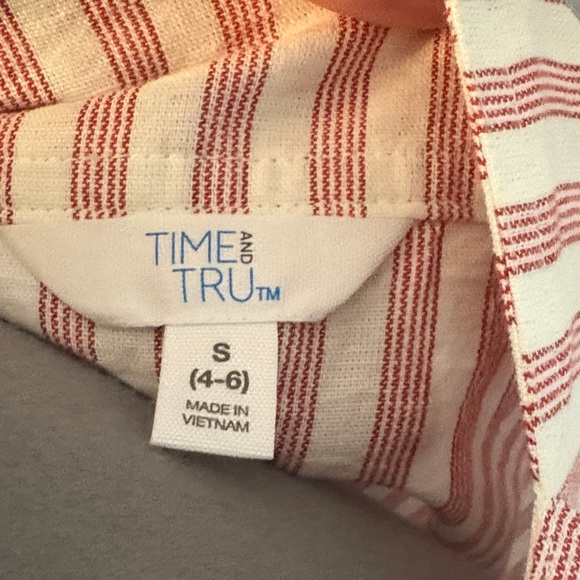 TIME AND
TRU™
S
(4-6)
MADE IN
VIETNAM